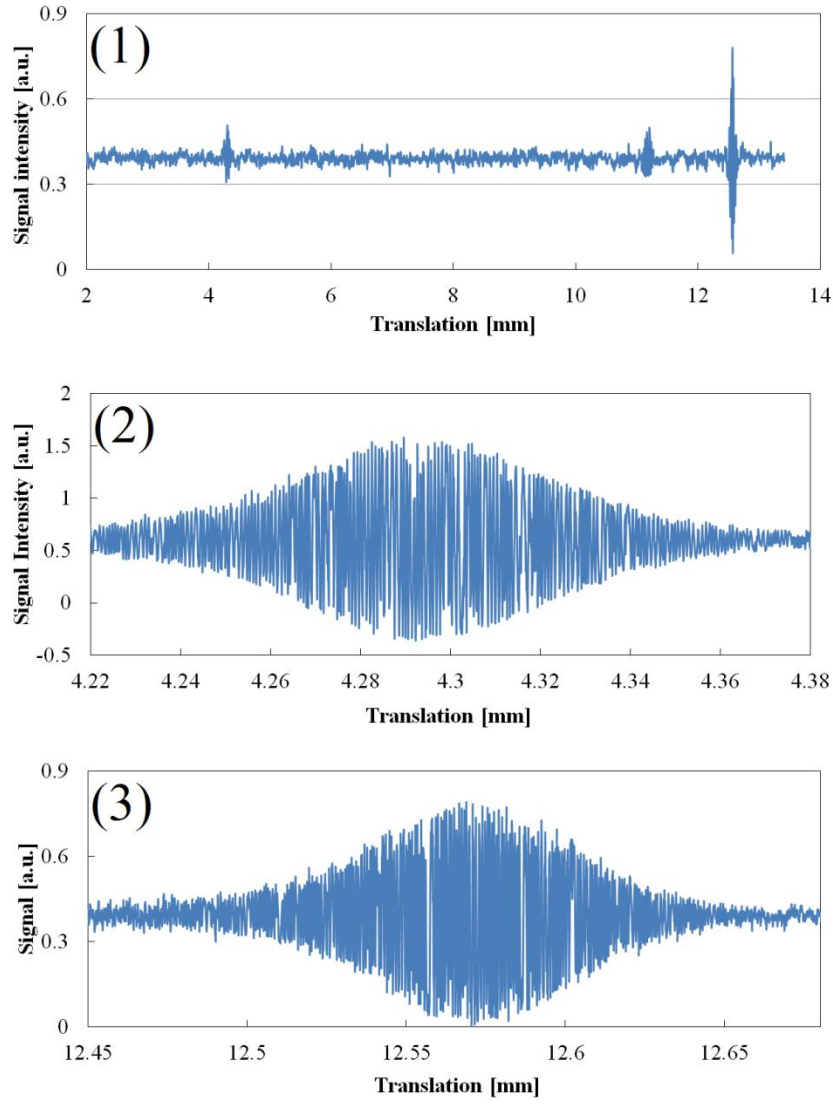 (1)
Signal intensity [a.u.]
0.9
0.6
0.3
0
2 4 6 8 10 12 14
Translation [mm]
(2)
Signal Intensity [a.u.]
2
1.5
1
0.5
0
-0.5
4.22 4.24 4.26 4.28 4.3 4.32 4.34 4.36 4.38
Translation [mm]
(3)
Signal [a.u.]
0.9
0.6
0.3
0
12.45 12.5 12.55 12.6 12.65
Translation [mm]